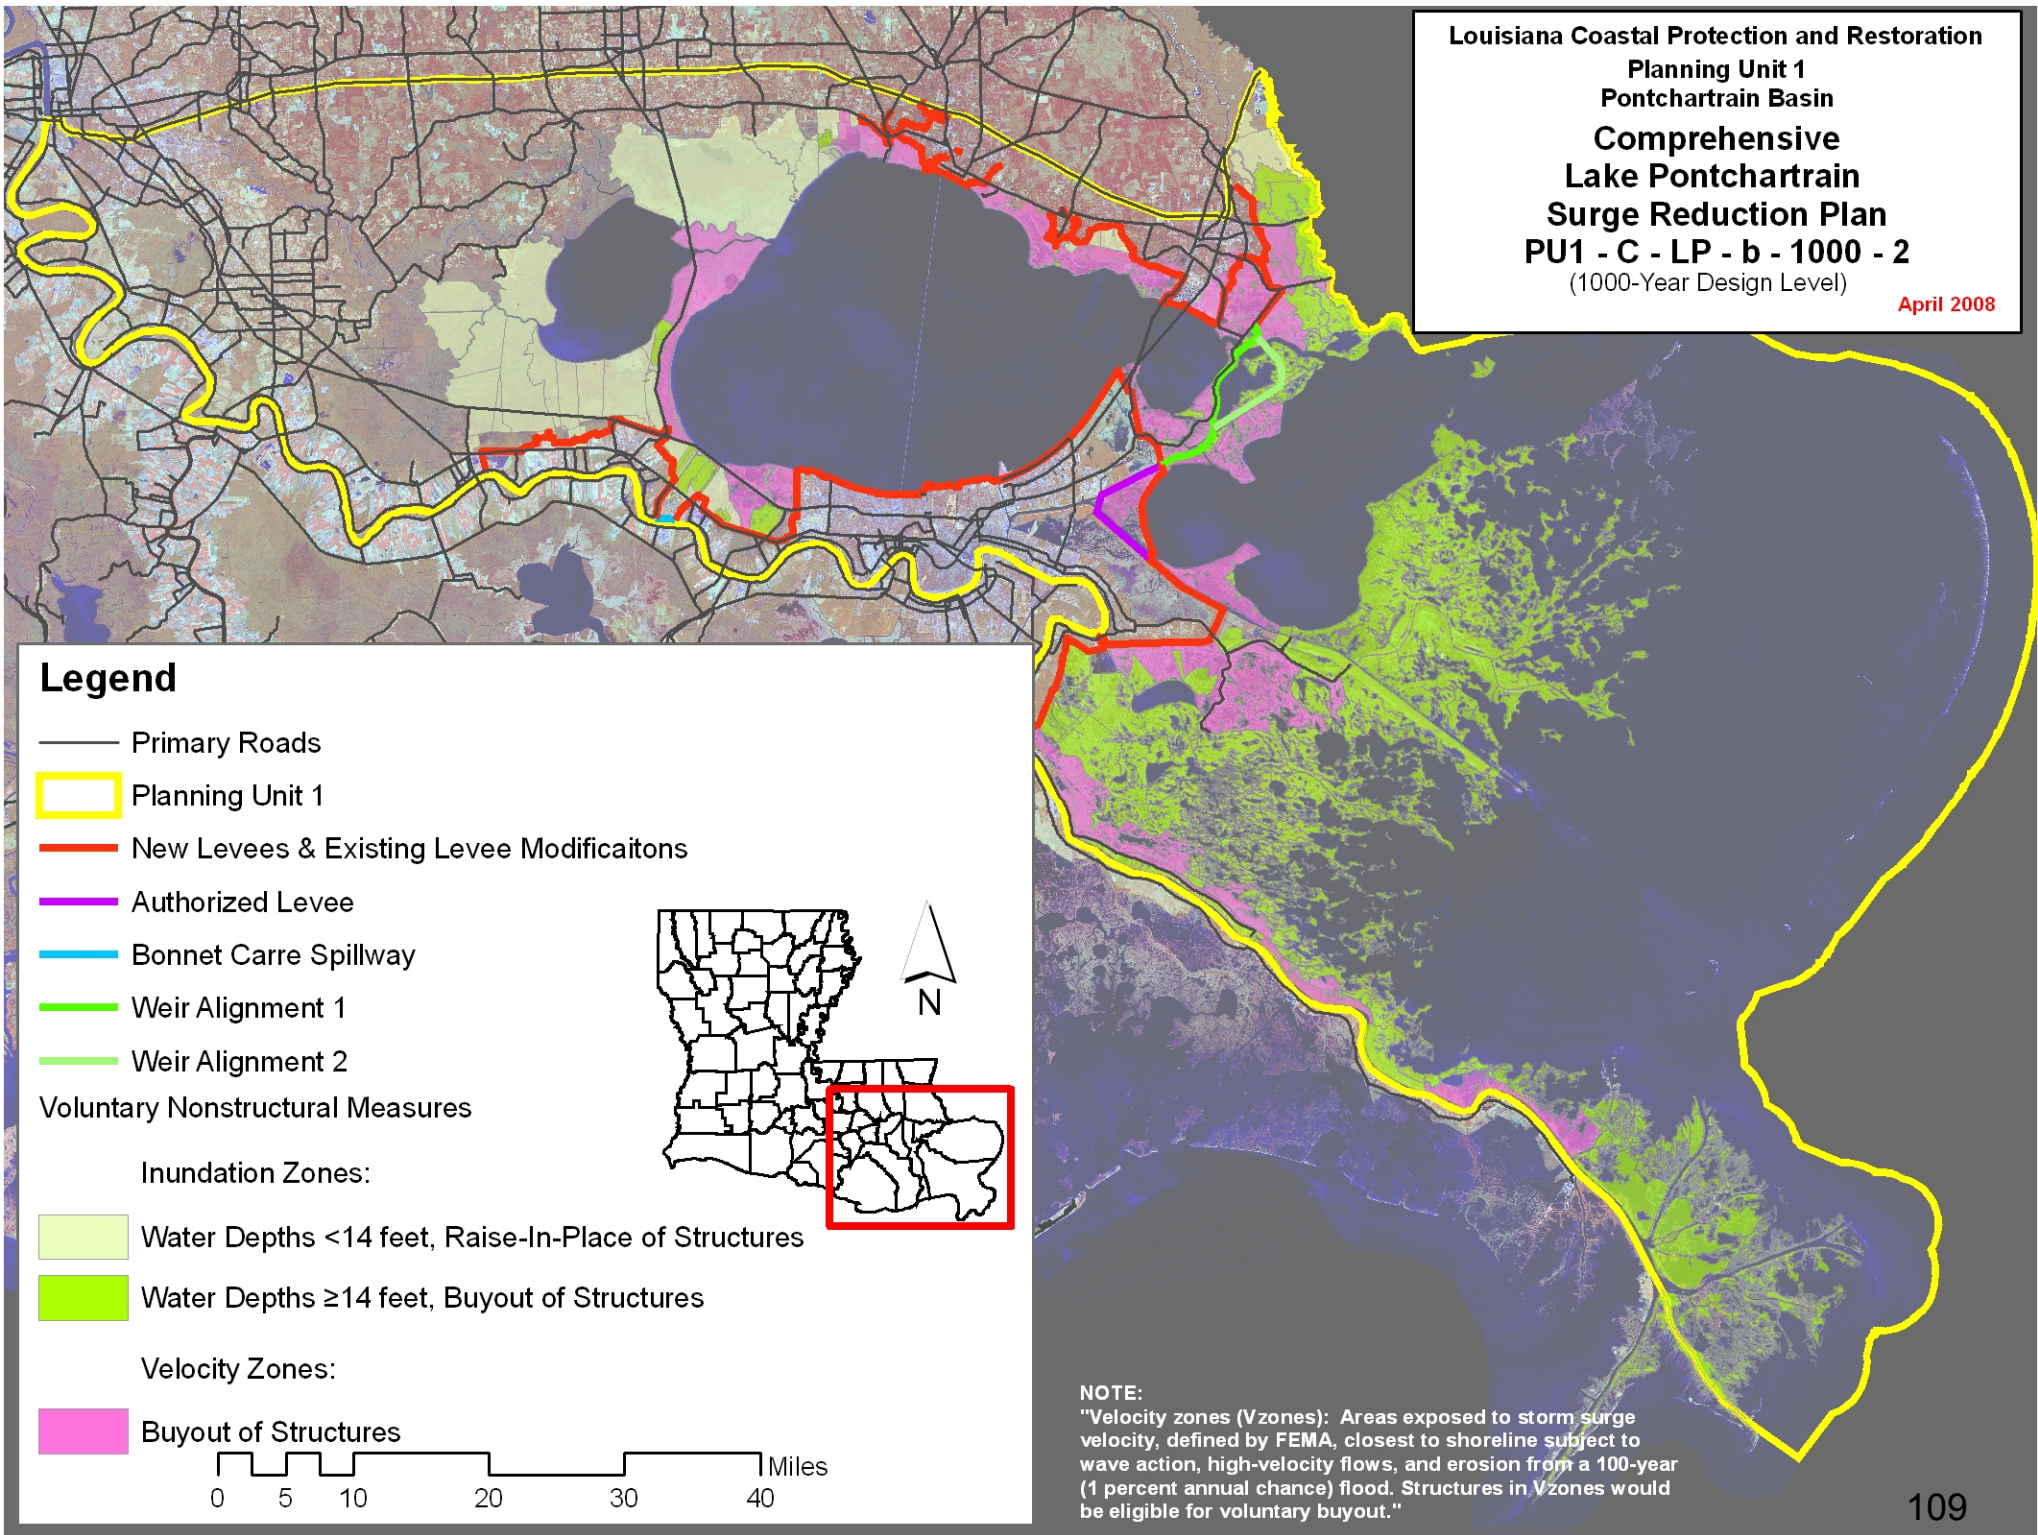 Louisiana Coastal Protection and Restoration
Planning Unit 1
Pontchartrain Basin
Comprehensive
Lake Pontchartrain
Surge Reduction Plan
PU1 - C - LP - b - 1000 - 2
(1000-Year Design Level)
April 2008
Legend
Primary Roads
Planning Unit 1
New Levees & Existing Levee Modificaitons
Authorized Levee
Bonnet Carre Spillway
Weir Alignment 1
Weir Alignment 2
Voluntary Nonstructural Measures
Inundation Zones:
Water Depths <14 feet, Raise-In-Place of Structures
Water Depths ≥14 feet, Buyout of Structures
Velocity Zones:
Buyout of Structures
N
Miles
0 5 10 20 30 40
NOTE:
"Velocity zones (Vzones): Areas exposed to storm surge
velocity, defined by FEMA, closest to shoreline subject to
wave action, high-velocity flows, and erosion from a 100-year
(1 percent annual chance) flood. Structures in Vzones would
be eligible for voluntary buyout."
109